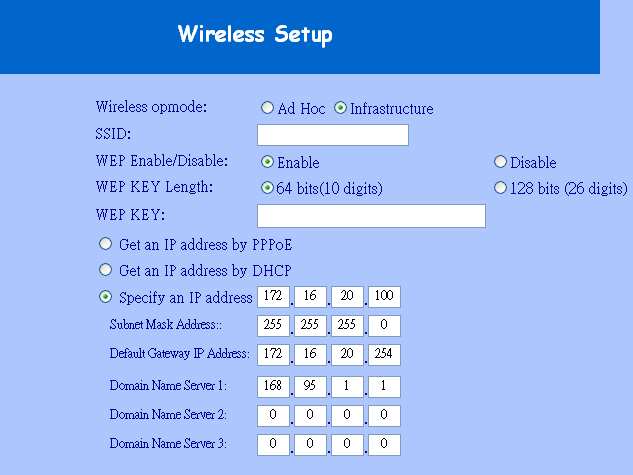 Wireless Setup
Wireless opmode: Ad Hoc Infrastructure
SSID:
WEP Enable/Disable: Enable Disable
WEP KEY Length: 64 bits(10 digits) 128 bits (26 digits)
WEP KEY:
Get an IP address by PPPoE
Get an IP address by DHCP
Specify an IP address 172 . 16 . 20 . 100
Subnet Mask Address:: 255 . 255 . 255 . 0
Default Gateway IP Address: 172 . 16 . 20 . 254
Domain Name Server 1: 168 . 95 . 1 . 1
Domain Name Server 2: 0 . 0 . 0 . 0
Domain Name Server 3: 0 . 0 . 0 . 0